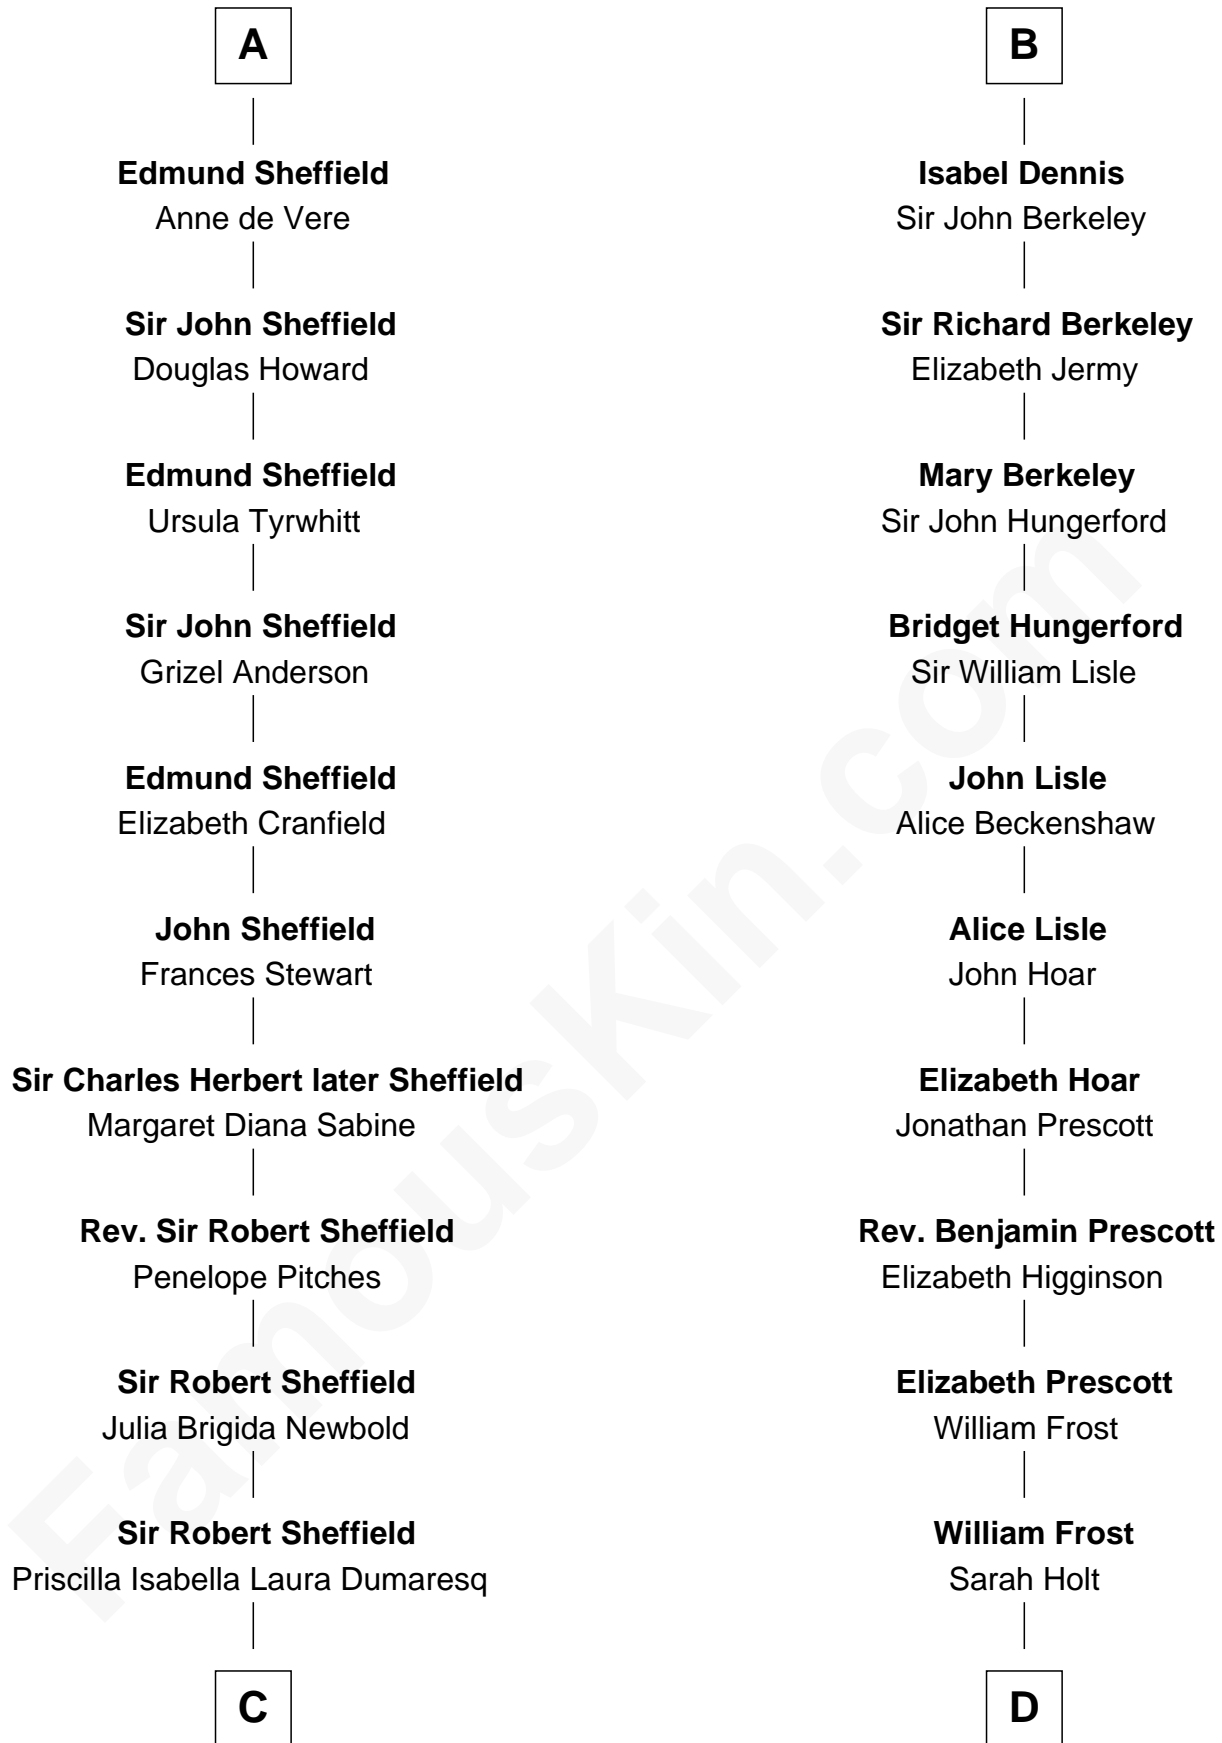 A
Edmund Sheffield
Anne de Vere
Sir John Sheffield
Douglas Howard
Edmund Sheffield
Ursula Tyrwhitt
Sir John Sheffield
Grizel Anderson
Edmund Sheffield
Elizabeth Cranfield
John Sheffield
Frances Stewart
Sir Charles Herbert later Sheffield
Margaret Diana Sabine
Rev. Sir Robert Sheffield
Penelope Pitches
Sir Robert Sheffield
Julia Brigida Newbold
Sir Robert Sheffield
Priscilla Isabella Laura Dumaresq
C
B
Isabel Dennis
Sir John Berkeley
Sir Richard Berkeley
Elizabeth Jermy
Mary Berkeley
Sir John Hungerford
Bridget Hungerford
Sir William Lisle
John Lisle
Alice Beckenshaw
Alice Lisle
John Hoar
Elizabeth Hoar
Jonathan Prescott
Rev. Benjamin Prescott
Elizabeth Higginson
Elizabeth Prescott
William Frost
William Frost
Sarah Holt
D
FamousKin.com